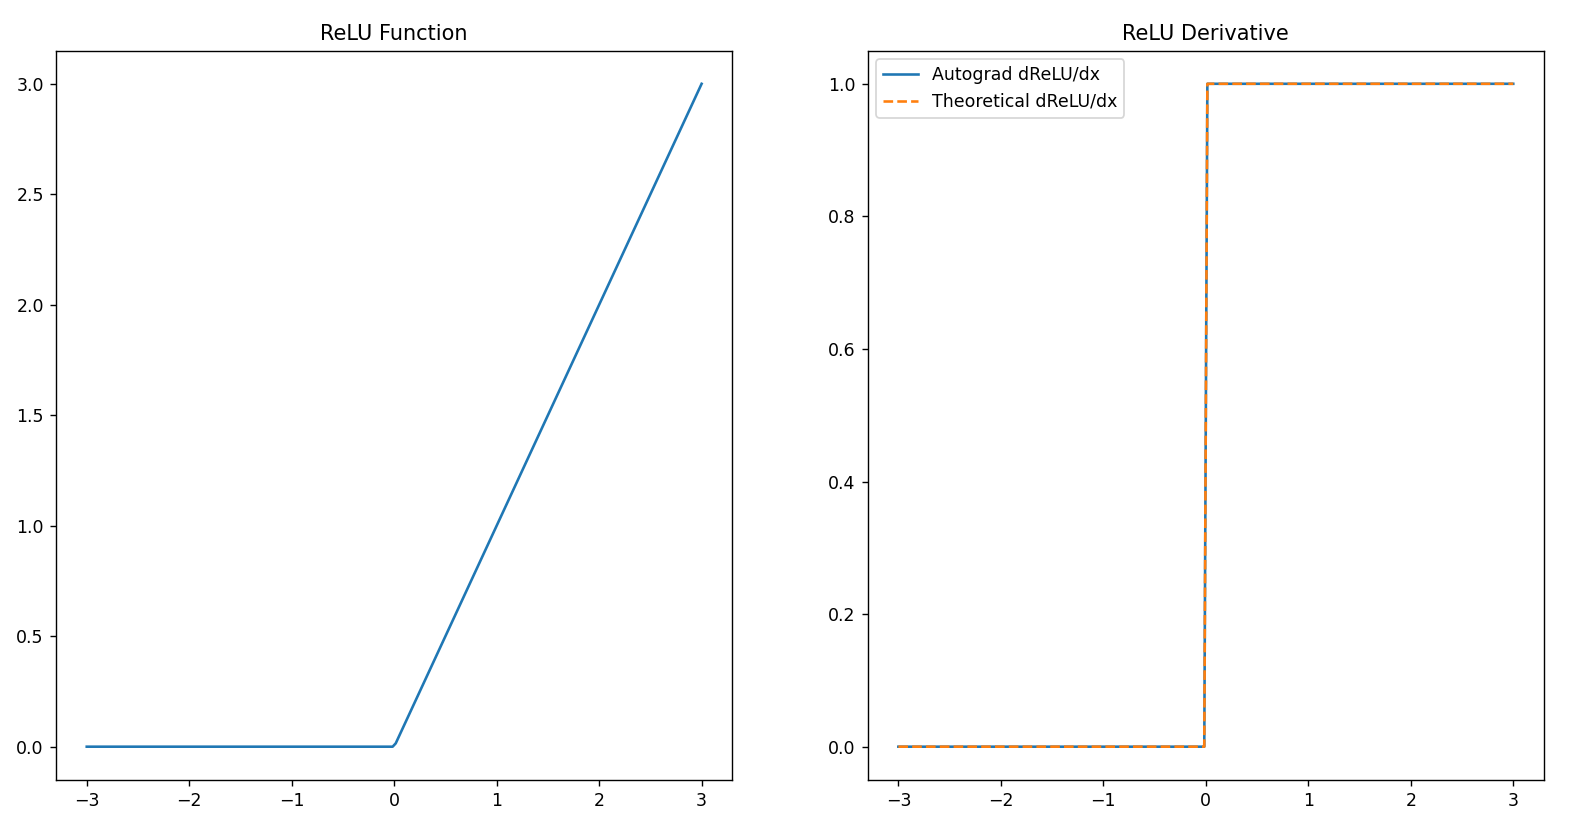 ReLU Function
3.0
2.5
2.0
1.5
1.0
0.5
0.0
−3 −2 −1 0 1 2 3
ReLU Derivative
Autograd dReLU/dx
Theoretical dReLU/dx
1.0
0.8
0.6
0.4
0.2
0.0
−3 −2 −1 0 1 2 3